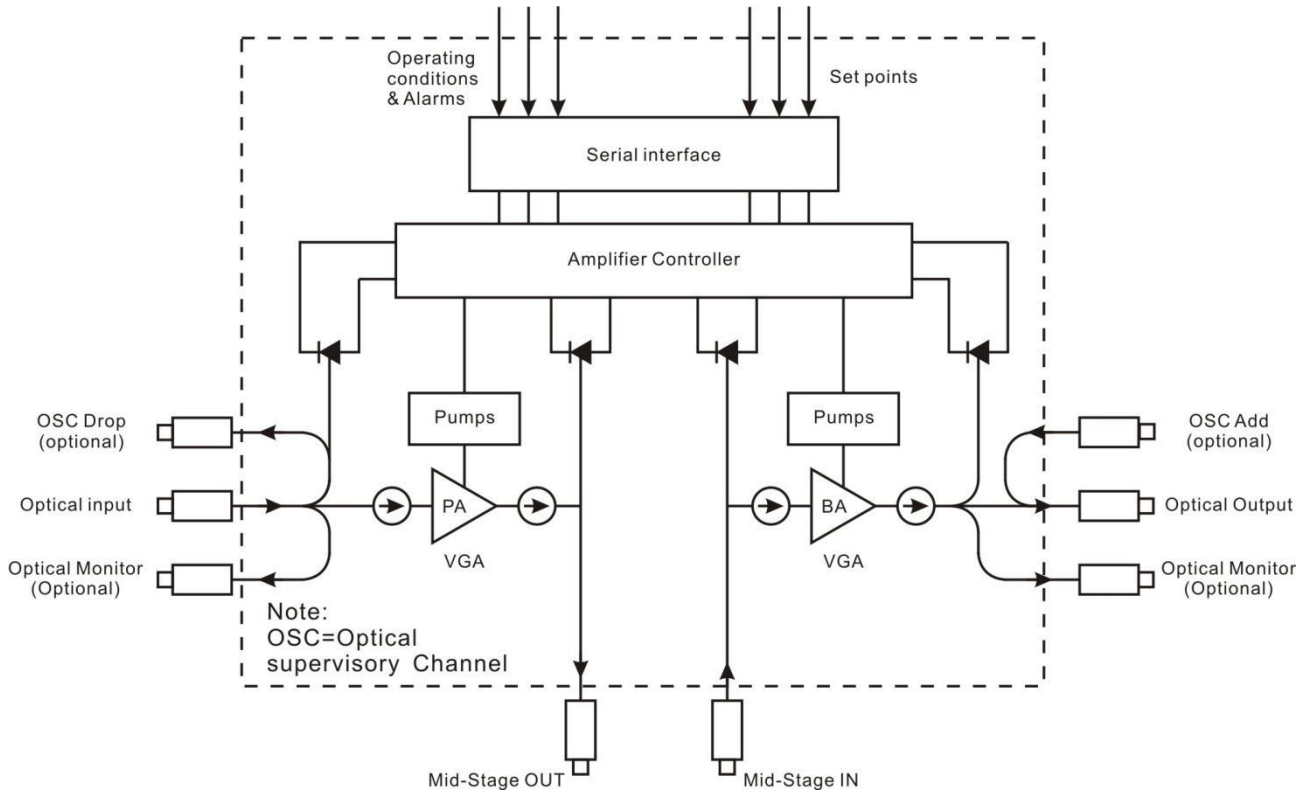 Operating
conditions
& Alarms
Set points
Serial interface
Amplifier Controller
Pumps
Pumps
OSC Drop
(optional)
OSC Add
(optional)
Optical input
PA
BA
Optical Output
VGA
VGA
Optical Monitor
(Optional)
Optical Monitor
(Optional)
Note:
OSC=Optical
supervisory Channel
Mid-Stage OUT
Mid-Stage IN